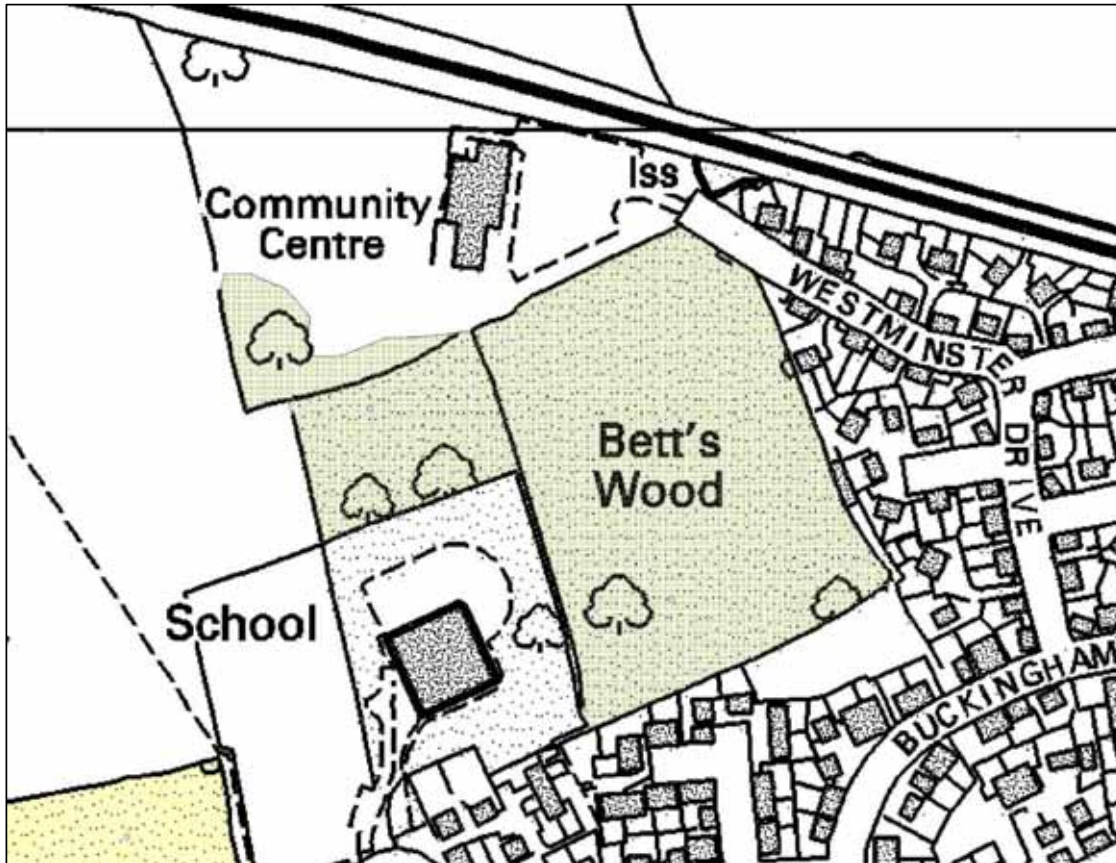 Iss
Community
Centre
WESTMINSTER DRIVE
Bett's
Wood
School
BUCKINGHAM